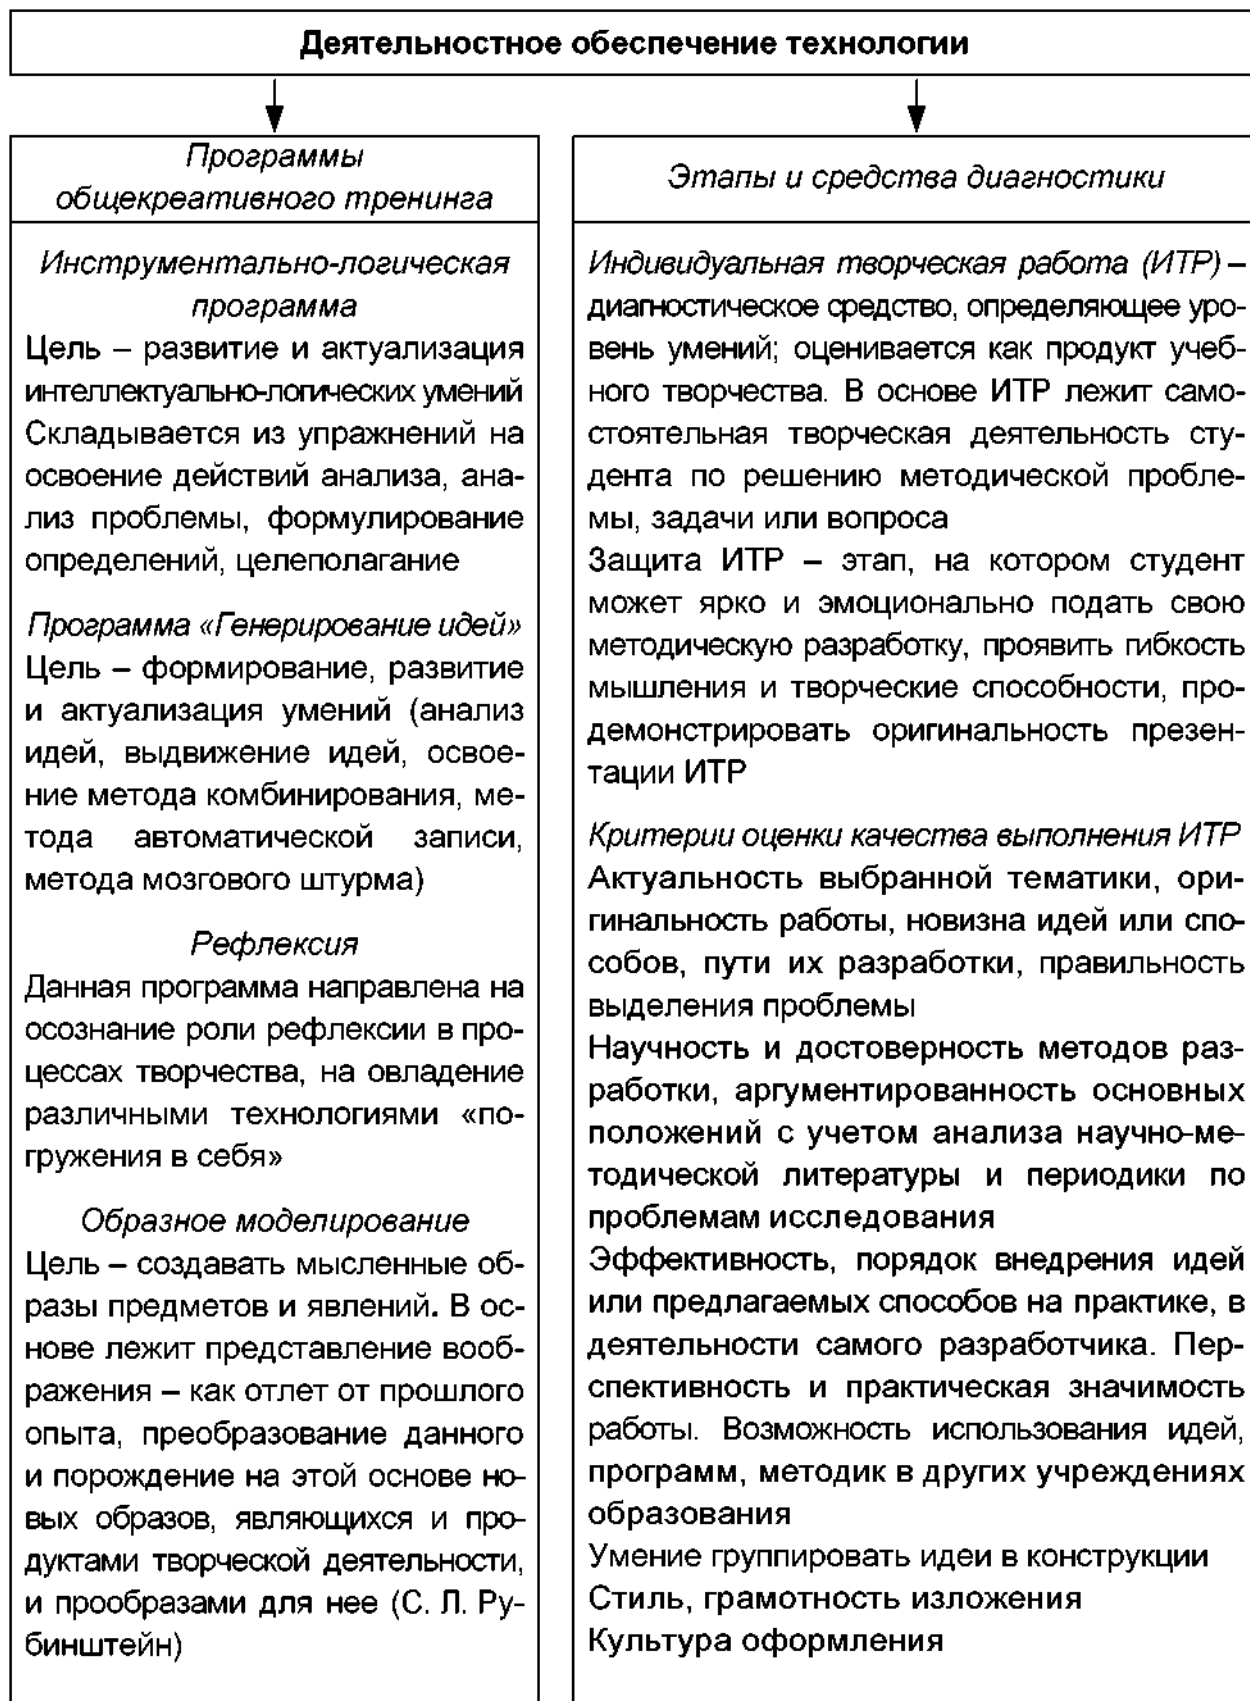 Деятельностное обеспечение технологии
Программы
общекреативного тренинга
Инструментально-логическая
программа
Цель – развитие и актуализация
интеллектуально-логических умений
Складывается из упражнений на
освоение действий анализа, ана-
лиз проблемы, формулирование
определений, целеполагание
Программа «Генерирование идей»
Цель – формирование, развитие
и актуализация умений (анализ
идей, выдвижение идей, освое-
ние метода комбинирования, ме-
тода автоматической записи,
метода мозгового штурма)
Рефлексия
Данная программа направлена на
осознание роли рефлексии в про-
цессах творчества, на овладение
различными технологиями «по-
гружения в себя»
Образное моделирование
Цель – создавать мысленные об-
разы предметов и явлений. В ос-
нове лежит представление вооб-
ражения – как отлет от прошлого
опыта, преобразование данного
и порождение на этой основе но-
вых образов, являющихся и про-
дуктами творческой деятельности,
и прообразами для нее (С. Л. Ру-
бинштейн)
Этапы и средства диагностики
Индивидуальная творческая работа (ИТР) –
диагностическое средство, определяющее уро-
вень умений; оценивается как продукт учеб-
ного творчества. В основе ИТР лежит само-
стоятельная творческая деятельность сту-
дента по решению методической пробле-
мы, задачи или вопроса
Защита ИТР – этап, на котором студент
может ярко и эмоционально подать свою
методическую разработку, проявить гибкость
мышления и творческие способности, про-
демонстрировать оригинальность презен-
тации ИТР
Критерии оценки качества выполнения ИТР
Актуальность выбранной тематики, ори-
гинальность работы, новизна идей или спо-
собов, пути их разработки, правильность
выделения проблемы
Научность и достоверность методов раз-
работки, аргументированность основных
положений с учетом анализа научно-ме-
тодической литературы и периодики по
проблемам исследования
Эффективность, порядок внедрения идей
или предлагаемых способов на практике, в
деятельности самого разработчика. Пер-
спективность и практическая значимость
работы. Возможность использования идей,
программ, методик в других учреждениях
образования
Умение группировать идеи в конструкции
Стиль, грамотность изложения
Культура оформления